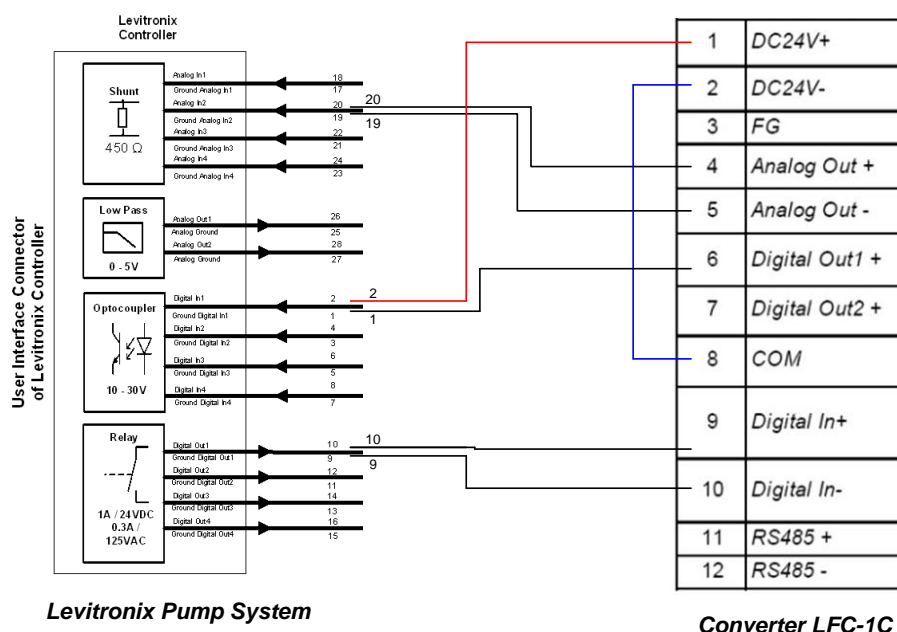 Levitronix
Controller
User Interface Connector
of Levitronix Controller
Shunt
450 Ω
Analog In1 18
Ground Analog In1 17
Analog In2 20 20
Ground Analog In2 19 19
Analog In3 22
Ground Analog In3 21
Analog In4 24
Ground Analog In4 23
Low Pass
0 - 5V
Analog Out1 26
Analog Ground 25
Analog Out2 28
Analog Ground 27
Optocoupler
10 - 30V
Digital In1 2 2
Ground Digital In1 1 1
Digital In2 4
Ground Digital In2 3
Digital In3 6
Ground Digital In3 5
Digital In4 8
Ground Digital In4 7
Relay
1A / 24VDC
0.3A /
125VAC
Digital Out1 10 10
Ground Digital Out1 9 9
Digital Out2 12
Ground Digital Out2 11
Digital Out3 14
Ground Digital Out3 13
Digital Out4 16
Ground Digital Out4 15
Levitronix Pump System
1 DC24V+
2 DC24V-
3 FG
4 Analog Out +
5 Analog Out -
6 Digital Out1 +
7 Digital Out2 +
8 COM
9 Digital In+
10 Digital In-
11 RS485 +
12 RS485 -
Converter LFC-1C